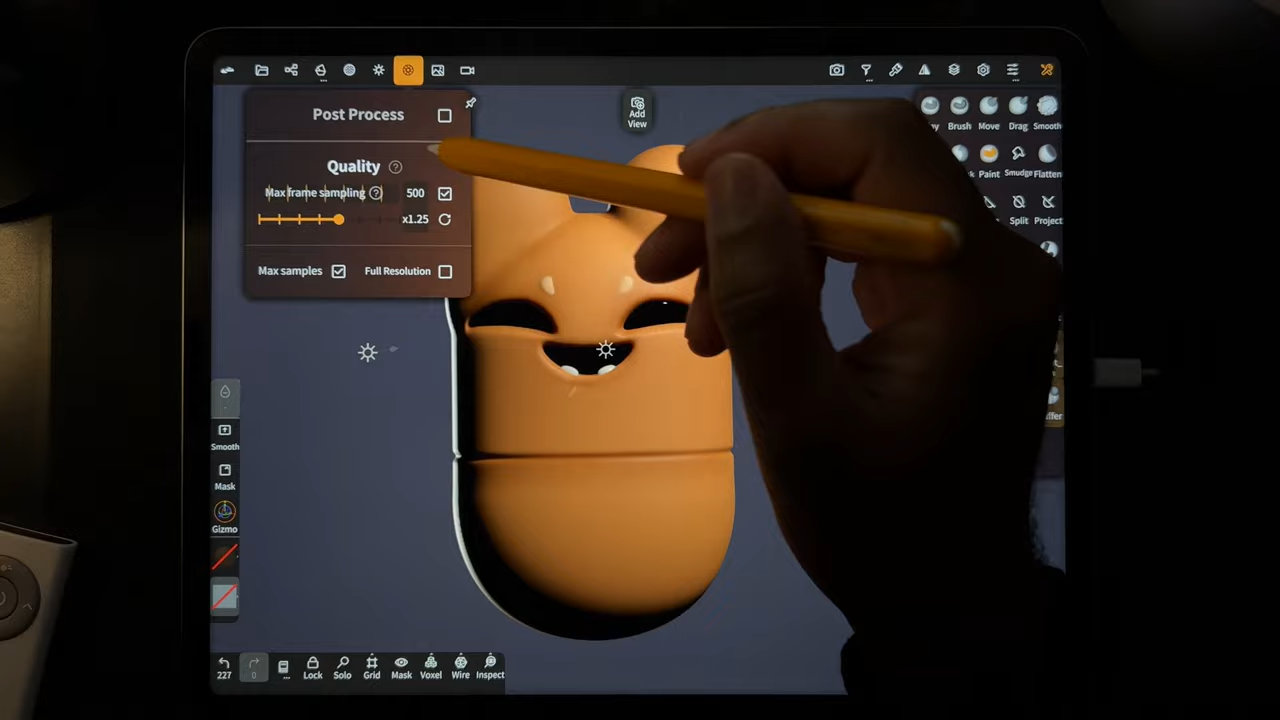 Post Process
Add
View
Brush Move Drag Smooth
Quality ?
Paint Smudge Flatten
Max frame sampling ? 500
x1.25
Split Project
Max samples Full Resolution
Smooth
Mask
Gizmo
227 0 Lock Solo Grid Mask Voxel Wire Inspect